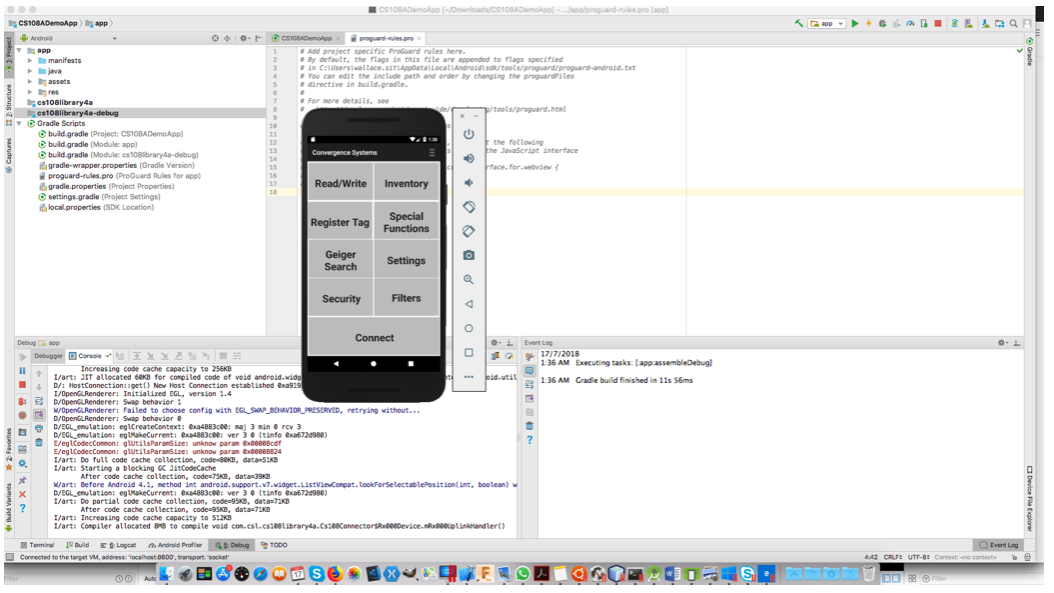 CS108ADemoApp [~/Downloads/CS108ADemoApp] - .../app/proguard-rules.pro [app]
CS108ADemoApp
app
app
Android
CS108ADemoApp
proguard-rules.pro
1: Project
2: Structure
Captures
2: Favorites
Build Variants
Gradle
Device File Explorer
app
manifests
java
assets
res
cs108library4a
cs108library4a-debug
Gradle Scripts
build.gradle (Project: CS108ADemoApp)
build.gradle (Module: app)
build.gradle (Module: cs108library4a-debug)
gradle-wrapper.properties (Gradle Version)
proguard-rules.pro (ProGuard Rules for app)
gradle.properties (Project Properties)
settings.gradle (Project Settings)
local.properties (SDK Location)
1 # Add project specific ProGuard rules here.
2 # By default, the flags in this file are appended to flags specified
3 # in C:\Users\wallace.sit\AppData\Local\Android\sdk/tools/proguard/proguard-android.txt
4 # You can edit the include path and order by changing the proguardFiles
5 # directive in build.gradle.
6 #
7 # For more details, see
8 ng/tools/proguard.html
9
10
11
12 t the following
13 the JavaScript interface
14
15 rface.for.webview {
16
17
18
1:36
Convergence Systems
Read/Write
Inventory
Register Tag
Special
Functions
Geiger
Search
Settings
Security
Filters
Connect
Debug
app
Debugger
Console
Increasing code cache capacity to 256KB
I/art: JIT allocated 60KB for compiled code of void android.widg
oid.util
D/: HostConnection::get() New Host Connection established 0xa919
I/OpenGLRenderer: Initialized EGL, version 1.4
D/OpenGLRenderer: Swap behavior 1
W/OpenGLRenderer: Failed to choose config with EGL_SWAP_BEHAVIOR_PRESERVED, retrying without...
D/OpenGLRenderer: Swap behavior 0
D/EGL_emulation: eglCreateContext: 0xa4883c00: maj 3 min 0 rcv 3
D/EGL_emulation: eglMakeCurrent: 0xa4883c00: ver 3 0 (tinfo 0xa672d980)
E/eglCodecCommon: glUtilsParamSize: unknow param 0x00008cdf
E/eglCodecCommon: glUtilsParamSize: unknow param 0x00008824
I/art: Do full code cache collection, code=80KB, data=51KB
I/art: Starting a blocking GC JitCodeCache
After code cache collection, code=75KB, data=39KB
W/art: Before Android 4.1, method int android.support.v7.widget.ListViewCompat.lookForSelectablePosition(int, boolean) w
D/EGL_emulation: eglMakeCurrent: 0xa4883c00: ver 3 0 (tinfo 0xa672d980)
I/art: Do partial code cache collection, code=95KB, data=71KB
After code cache collection, code=95KB, data=71KB
I/art: Increasing code cache capacity to 512KB
I/art: Compiler allocated 8MB to compile void com.csl.cs108library4a.Cs108Connector$Rx000Device.mRx000UplinkHandler()
Event Log
17/7/2018
1:36 AM Executing tasks: [:app:assembleDebug]
1:36 AM Gradle build finished in 11s 56ms
Terminal
Build
6: Logcat
Android Profiler
5: Debug
TODO
Event Log
Connected to the target VM, address: 'localhost:8600', transport: 'socket'
4:42 CRLF÷ UTF-8÷ Context: <no context>
Filter